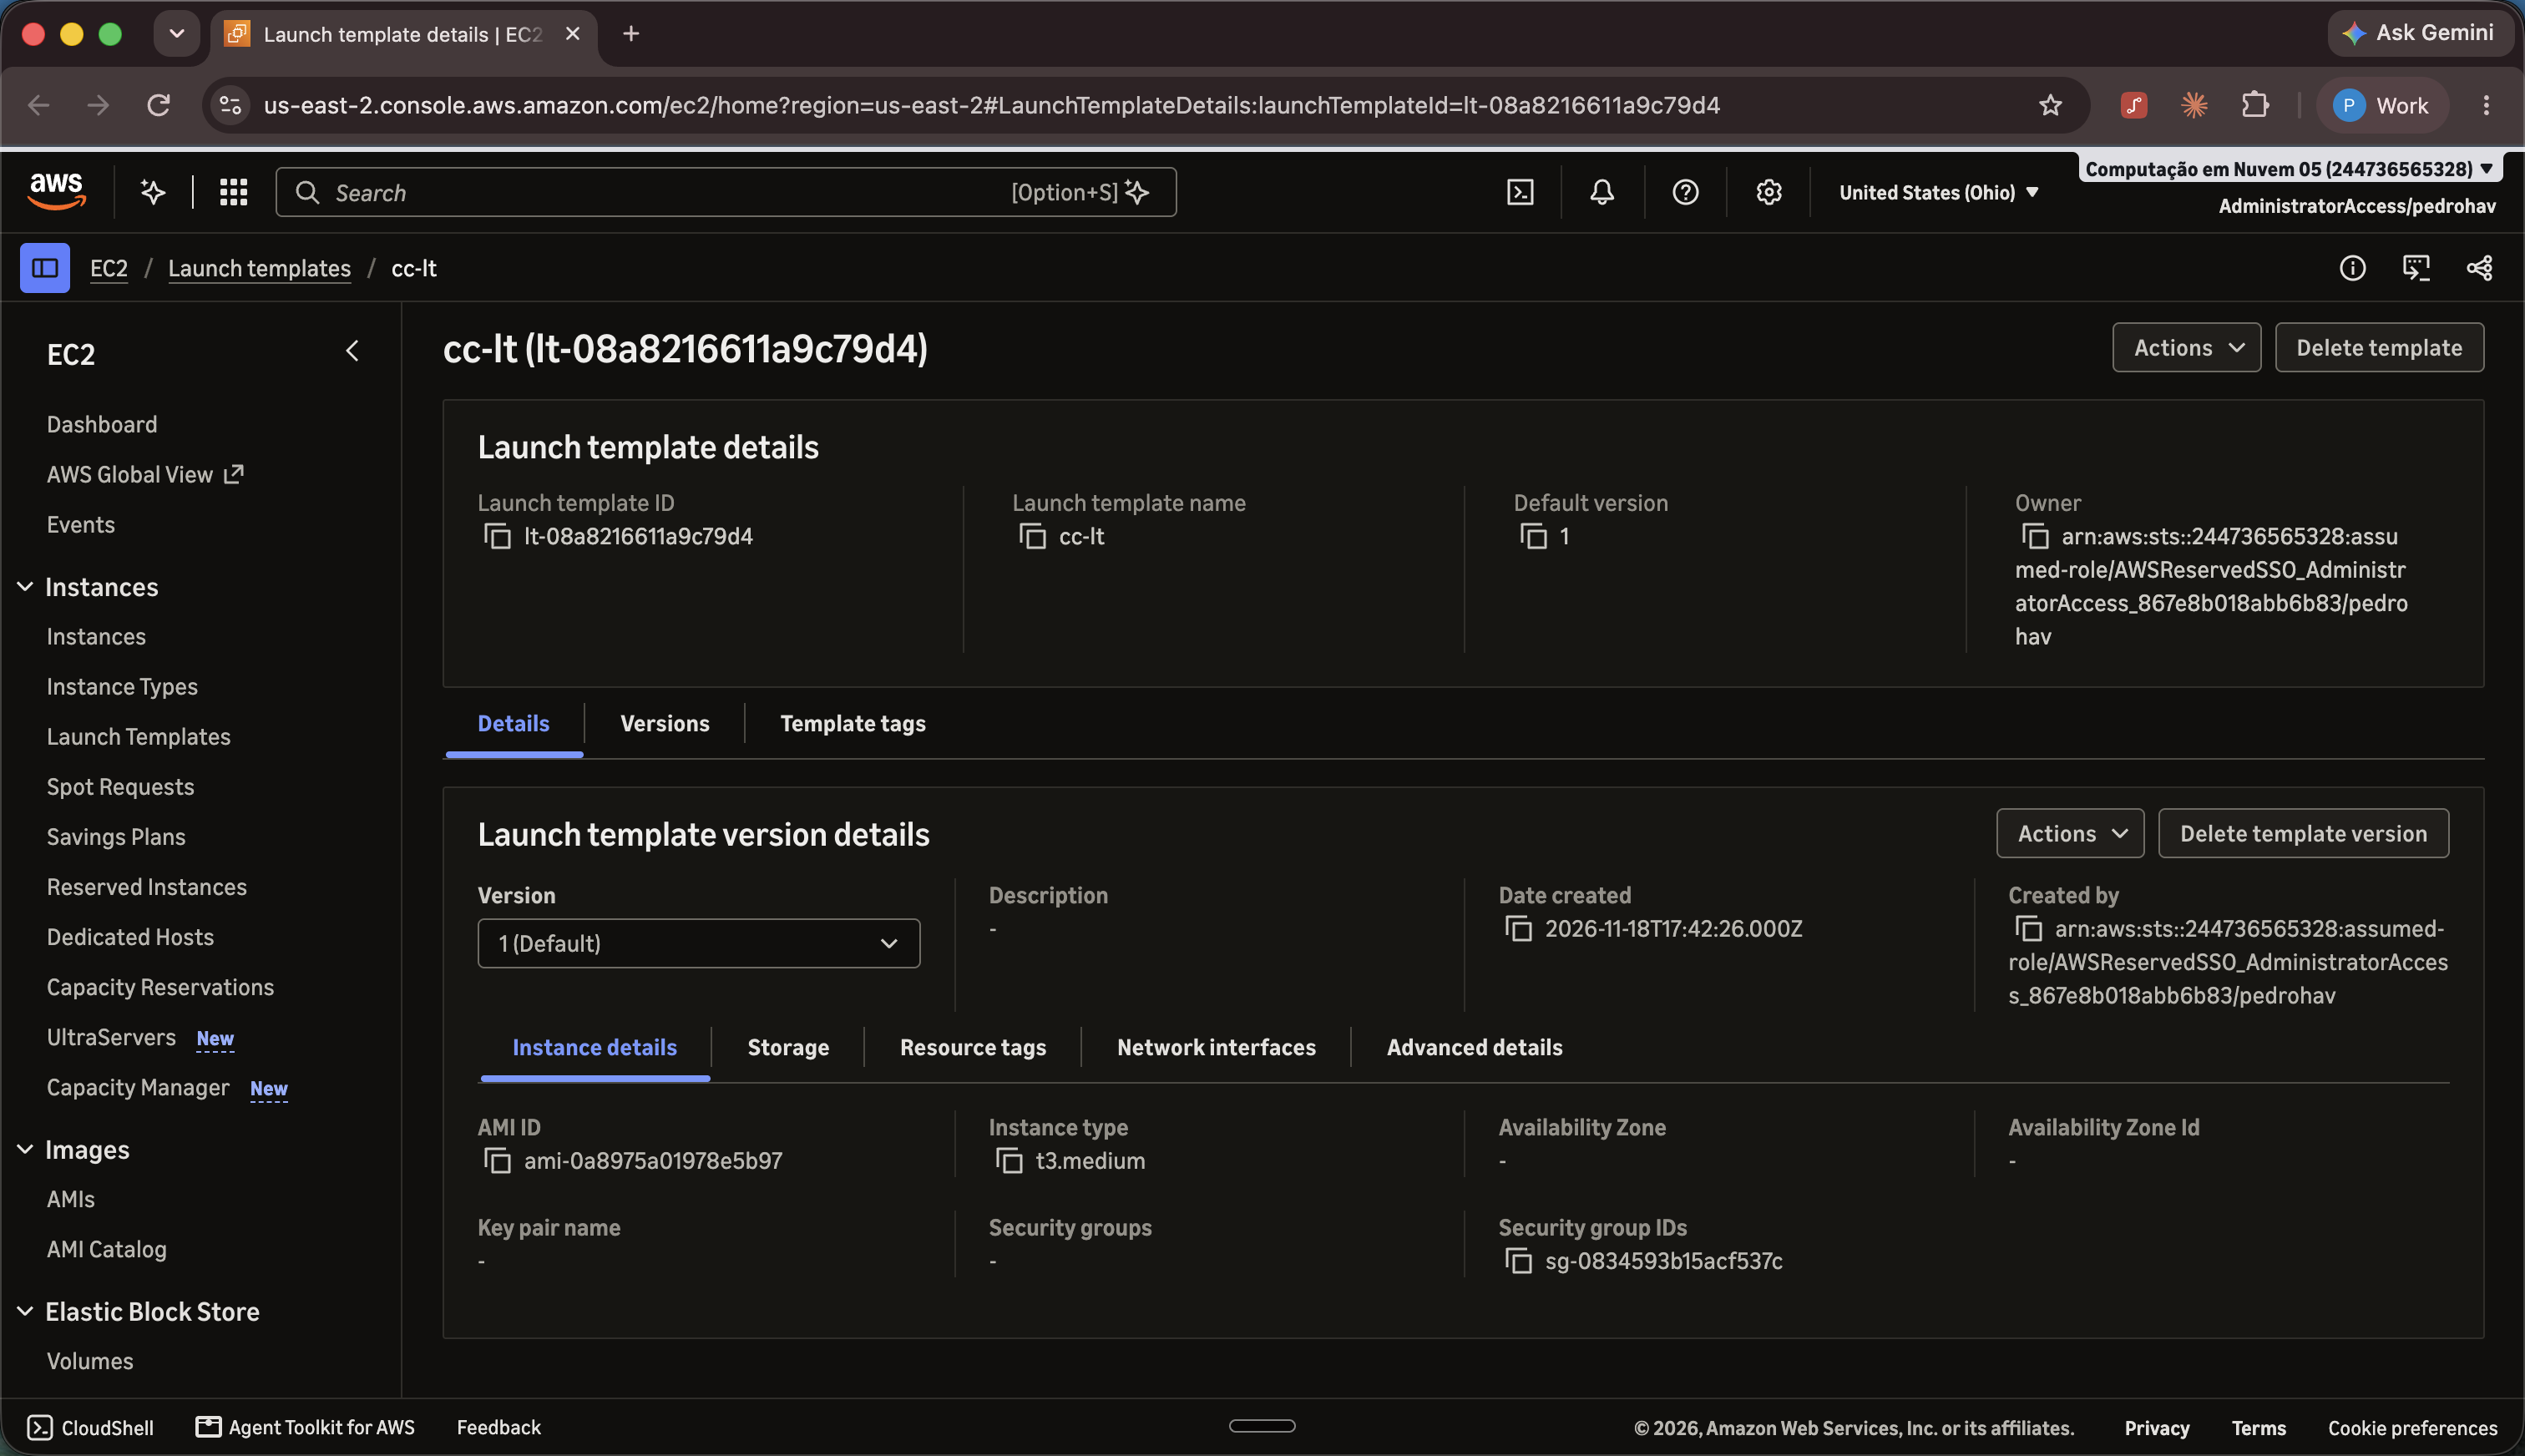 Launch template details | EC2
Ask Gemini
us-east-2.console.aws.amazon.com/ec2/home?region=us-east-2#LaunchTemplateDetails:launchTemplateId=lt-08a8216611a9c79d4
P Work
aws
Search
[Option+S]
United States (Ohio)
Computação em Nuvem 05 (244736565328)
AdministratorAccess/pedrohav
EC2 / Launch templates / cc-lt
EC2
Dashboard
AWS Global View
Events
Instances
Instances
Instance Types
Launch Templates
Spot Requests
Savings Plans
Reserved Instances
Dedicated Hosts
Capacity Reservations
UltraServers New
Capacity Manager New
Images
AMIs
AMI Catalog
Elastic Block Store
Volumes
cc-lt (lt-08a8216611a9c79d4)
Actions
Delete template
Launch template details
Launch template ID
lt-08a8216611a9c79d4
Launch template name
cc-lt
Default version
1
Owner
arn:aws:sts::244736565328:assu
med-role/AWSReservedSSO_Administr
atorAccess_867e8b018abb6b83/pedro
hav
Details
Versions
Template tags
Launch template version details
Actions
Delete template version
Version
1 (Default)
Description
-
Date created
2026-11-18T17:42:26.000Z
Created by
arn:aws:sts::244736565328:assumed-
role/AWSReservedSSO_AdministratorAcces
s_867e8b018abb6b83/pedrohav
Instance details
Storage
Resource tags
Network interfaces
Advanced details
AMI ID
ami-0a8975a01978e5b97
Instance type
t3.medium
Availability Zone
-
Availability Zone Id
-
Key pair name
-
Security groups
-
Security group IDs
sg-0834593b15acf537c
CloudShell
Agent Toolkit for AWS
Feedback
© 2026, Amazon Web Services, Inc. or its affiliates.
Privacy
Terms
Cookie preferences